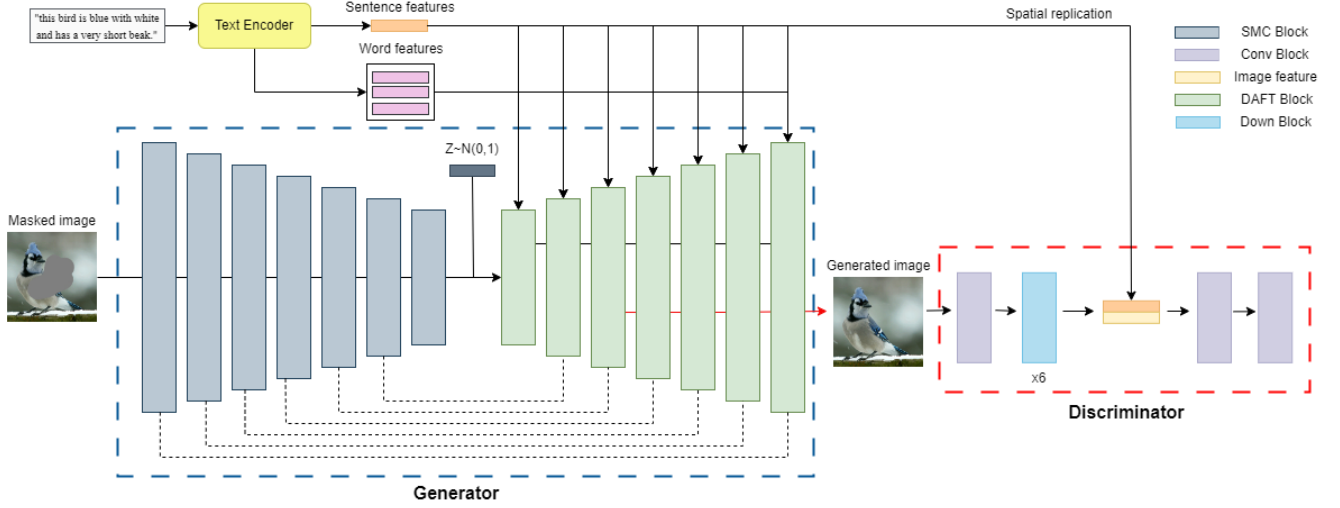 "this bird is blue with white
and has a very short beak."
Text Encoder
Sentence features
Word features
Spatial replication
SMC Block
Conv Block
Image feature
DAFT Block
Down Block
Z~N(0,1)
Masked image
Generated image
x6
Discriminator
Generator